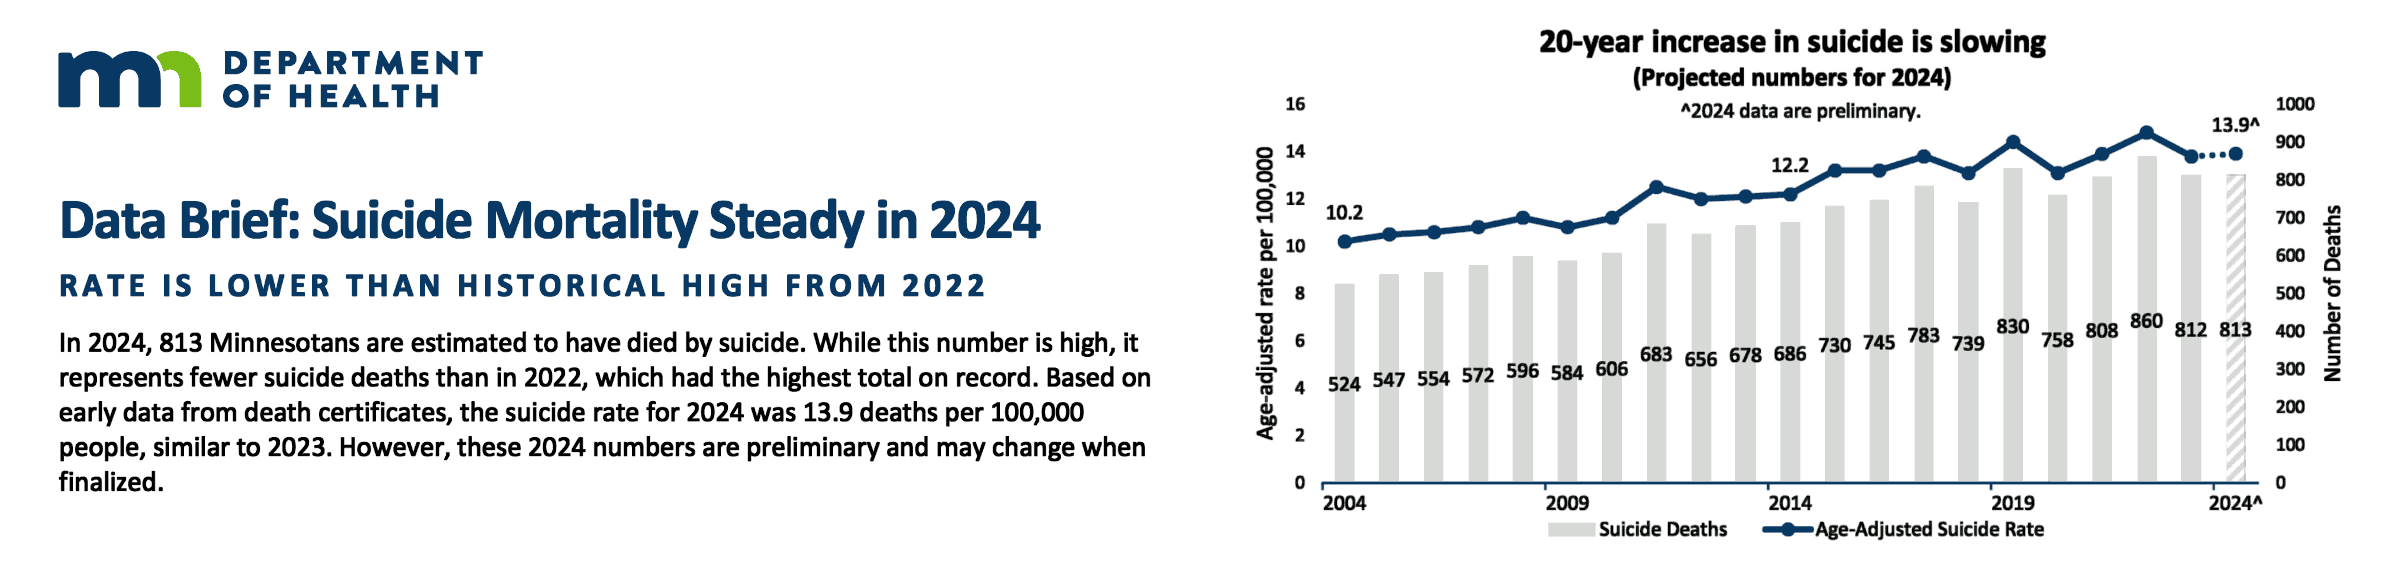 DEPARTMENT
OF HEALTH
Data Brief: Suicide Mortality Steady in 2024
RATE IS LOWER THAN HISTORICAL HIGH FROM 2022
In 2024, 813 Minnesotans are estimated to have died by suicide. While this number is high, it
represents fewer suicide deaths than in 2022, which had the highest total on record. Based on
early data from death certificates, the suicide rate for 2024 was 13.9 deaths per 100,000
people, similar to 2023. However, these 2024 numbers are preliminary and may change when
finalized.
20-year increase in suicide is slowing
(Projected numbers for 2024)
^2024 data are preliminary.
Age-adjusted rate per 100,000
16
14
12
10
8
6
4
2
0
10.2
12.2
13.9^
524 547 554 572 596 584 606 683 656 678 686 730 745 783 739 830 758 808 860 812 813
1000
900
800
700
600
500
400
300
200
100
0
Number of Deaths
2004 2009 2014 2019 2024^
Suicide Deaths Age-Adjusted Suicide Rate